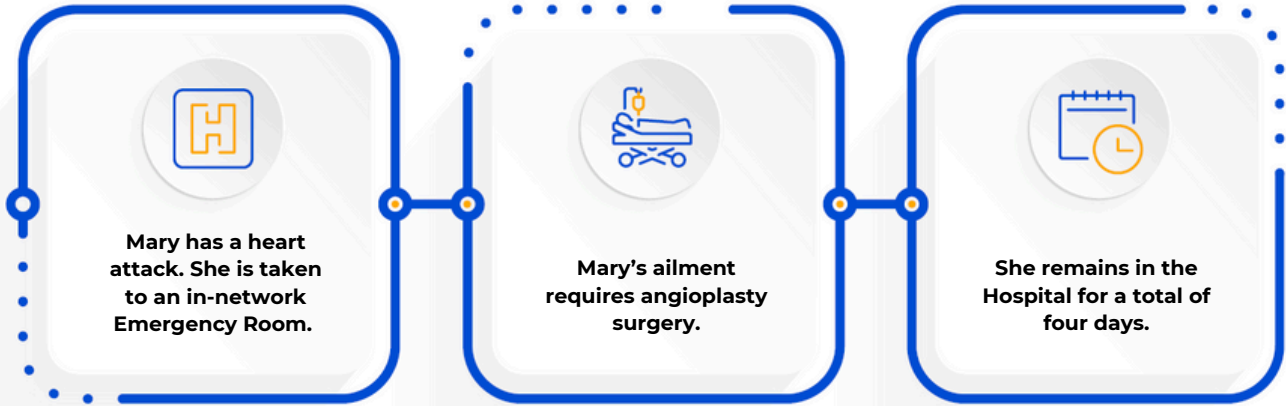 Mary has a heart
attack. She is taken
to an in-network
Emergency Room.
Mary’s ailment
requires angioplasty
surgery.
She remains in the
Hospital for a total of
four days.